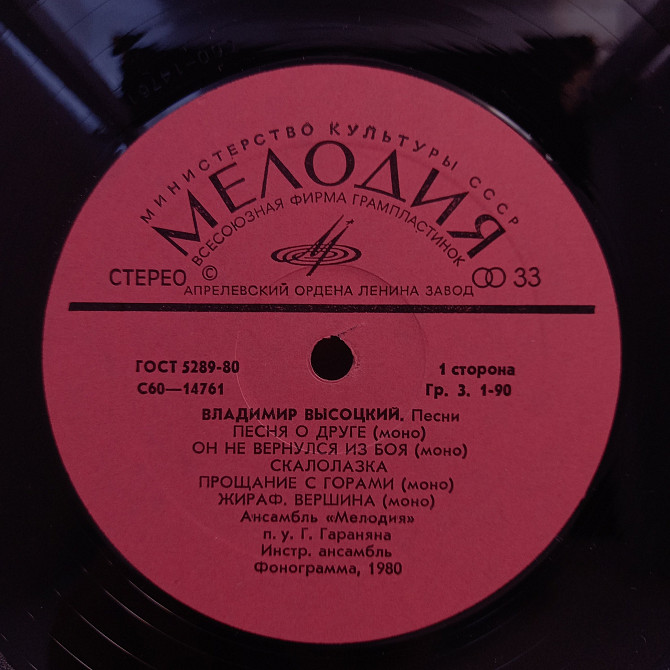 МИНИСТЕРСТВО КУЛЬТУРЫ СССР
МЕЛОДИЯ
ВСЕСОЮЗНАЯ ФИРМА ГРАМПЛАСТИНОК
СТЕРЕО © 33
АПРЕЛЕВСКИЙ ОРДЕНА ЛЕНИНА ЗАВОД
ГОСТ 5289-80 1 сторона
С60—14761 Гр. 3. 1-90
ВЛАДИМИР ВЫСОЦКИЙ. Песни
ПЕСНЯ О ДРУГЕ (моно)
ОН НЕ ВЕРНУЛСЯ ИЗ БОЯ (моно)
СКАЛОЛАЗКА
ПРОЩАНИЕ С ГОРАМИ (моно)
ЖИРАФ. ВЕРШИНА (моно)
Ансамбль «Мелодия»
п. у. Г. Гараняна
Инстр. ансамбль
Фонограмма, 1980